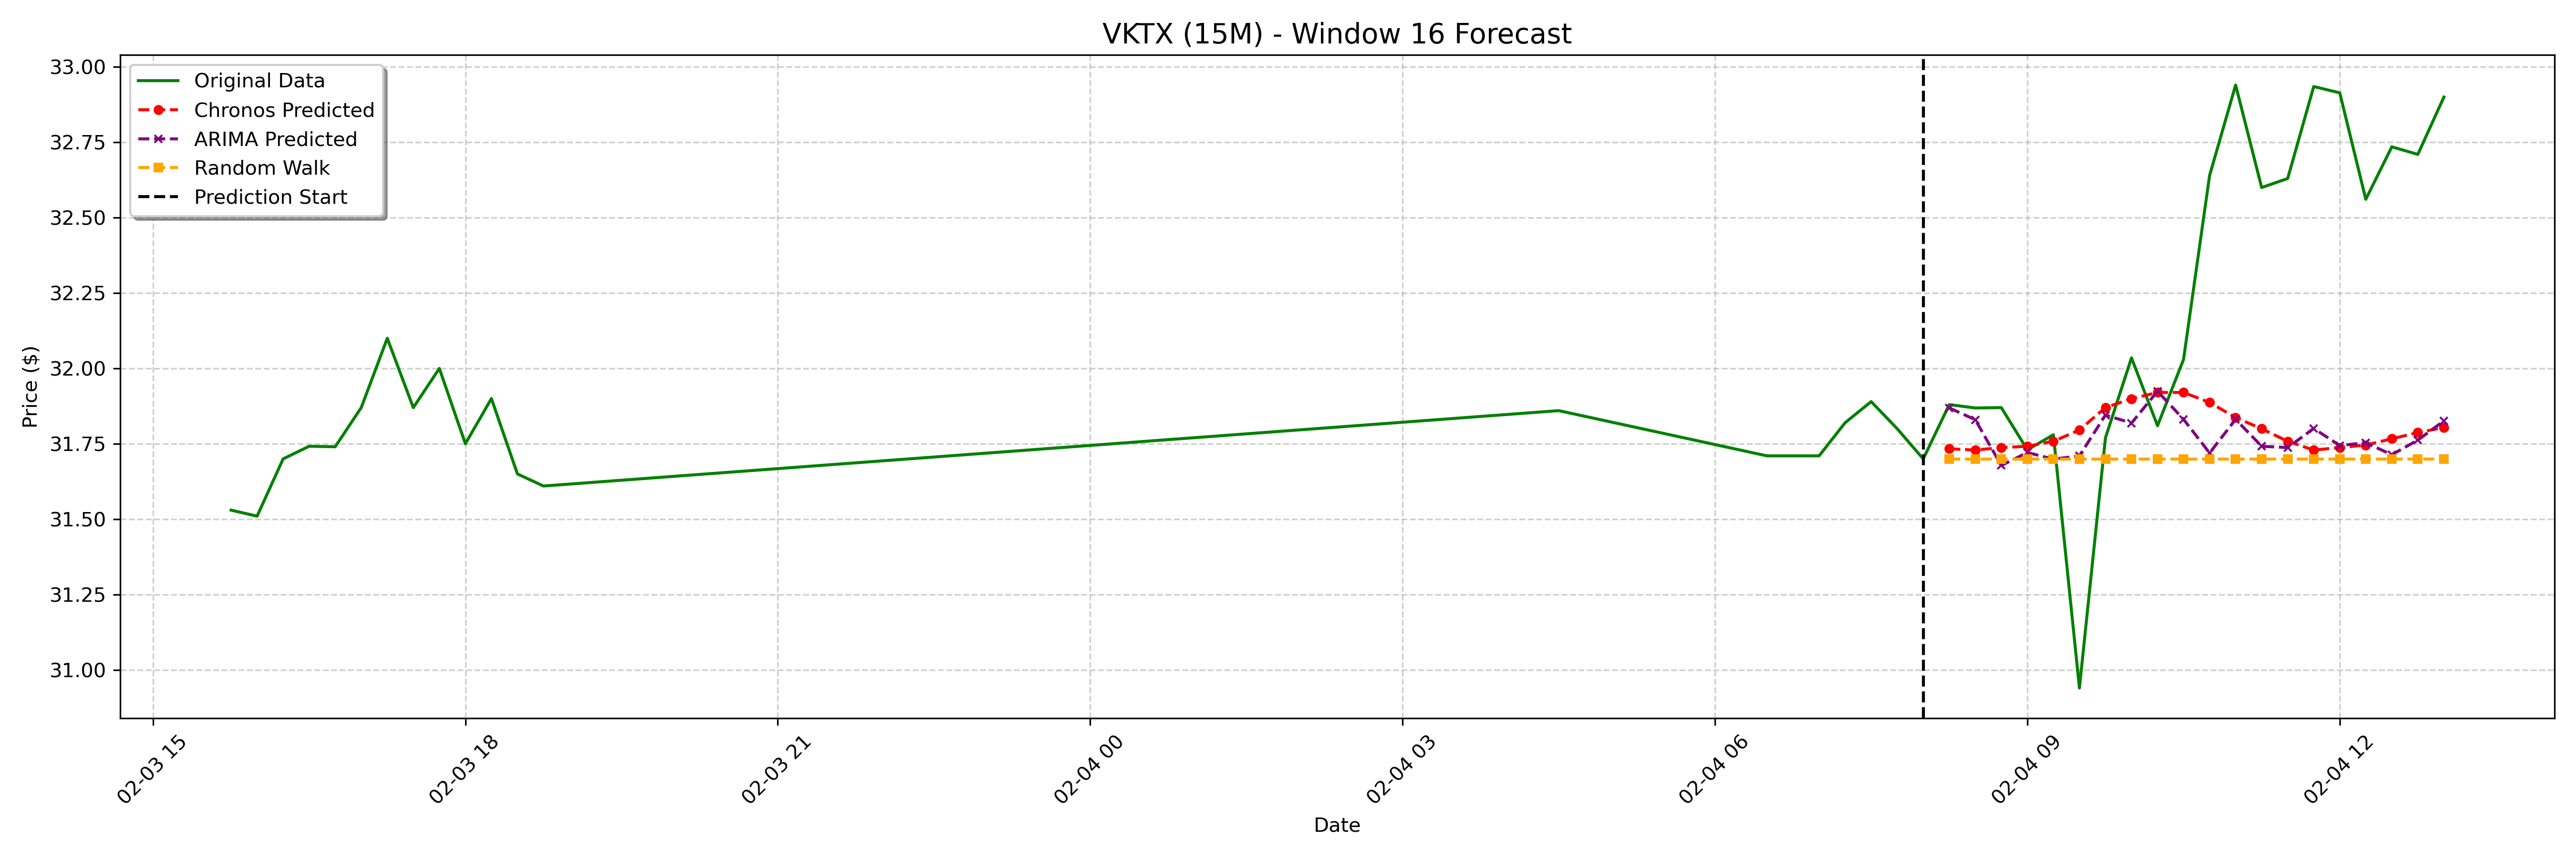 VKTX (15M) - Window 16 Forecast
Original Data
Chronos Predicted
ARIMA Predicted
Random Walk
Prediction Start
Price ($)
33.00
32.75
32.50
32.25
32.00
31.75
31.50
31.25
31.00
02-03 15
02-03 18
02-03 21
02-04 00
02-04 03
02-04 06
02-04 09
02-04 12
Date